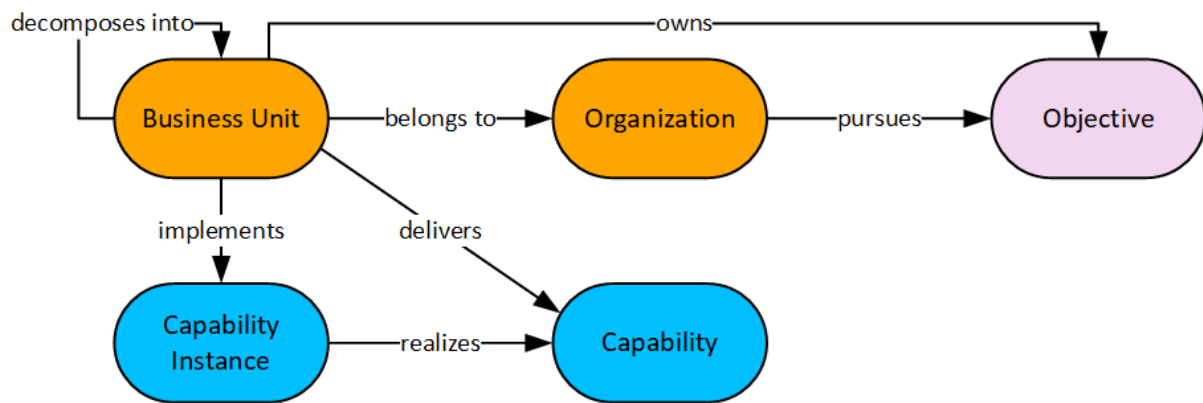 decomposes into
owns
Business Unit
belongs to
Organization
pursues
Objective
implements
delivers
Capability
Instance
realizes
Capability